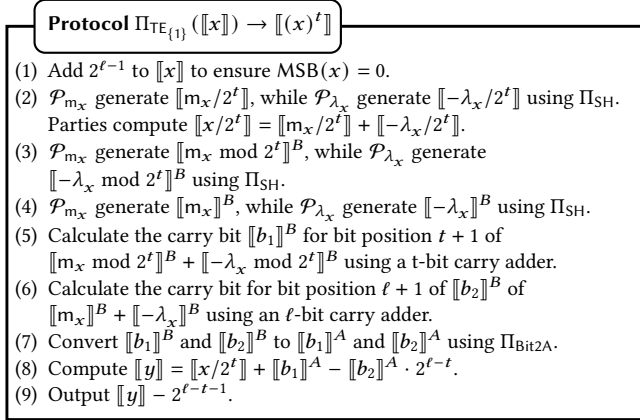 Protocol Π_TE_{1}(⟦x⟧) → ⟦(x)^t⟧
(1) Add 2^{ℓ−1} to ⟦x⟧ to ensure MSB(x) = 0.
(2) 𝒫_{m_x} generate ⟦m_x/2^t⟧, while 𝒫_{λ_x} generate ⟦−λ_x/2^t⟧ using Π_SH.
Parties compute ⟦x/2^t⟧ = ⟦m_x/2^t⟧ + ⟦−λ_x/2^t⟧.
(3) 𝒫_{m_x} generate ⟦m_x mod 2^t⟧^B, while 𝒫_{λ_x} generate
⟦−λ_x mod 2^t⟧^B using Π_SH.
(4) 𝒫_{m_x} generate ⟦m_x⟧^B, while 𝒫_{λ_x} generate ⟦−λ_x⟧^B using Π_SH.
(5) Calculate the carry bit ⟦b_1⟧^B for bit position t + 1 of
⟦m_x mod 2^t⟧^B + ⟦−λ_x mod 2^t⟧^B using a t-bit carry adder.
(6) Calculate the carry bit for bit position ℓ + 1 of ⟦b_2⟧^B of
⟦m_x⟧^B + ⟦−λ_x⟧^B using an ℓ-bit carry adder.
(7) Convert ⟦b_1⟧^B and ⟦b_2⟧^B to ⟦b_1⟧^A and ⟦b_2⟧^A using Π_Bit2A.
(8) Compute ⟦y⟧ = ⟦x/2^t⟧ + ⟦b_1⟧^A − ⟦b_2⟧^A · 2^{ℓ−t}.
(9) Output ⟦y⟧ − 2^{ℓ−t−1}.